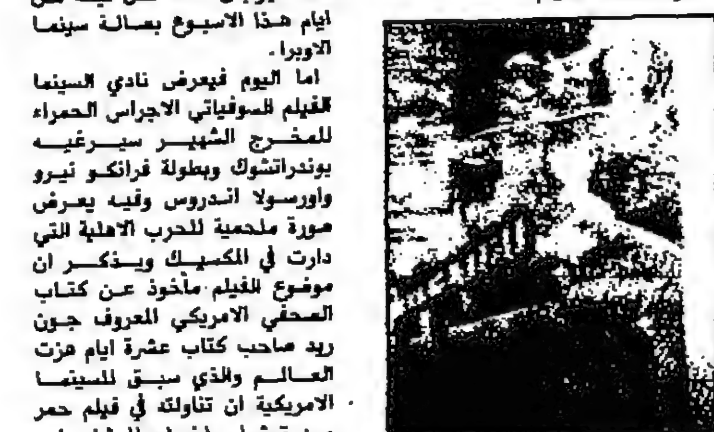 ايام هذا الاسبوع بصالة سينما
الاوبرا .
اما اليوم فيعرض نادي السينما
الفيلم السوفياتي الاجراس الحمراء
للمخرج الشهير سيرغيه
بوندراتشوك وبطولة فرانكو نيرو
واورسولا اندروس وفيه يعرض
صورة ملحمية للحرب الاهلية التي
دارت في المكسيك ويذكر ان
موضوع الفيلم مأخوذ عن كتاب
الصحفي الامريكي المعروف جون
ريد صاحب كتاب عشرة ايام هزت
العالم والذي سبق للسينما
الامريكية ان تناولته في فيلم حمر